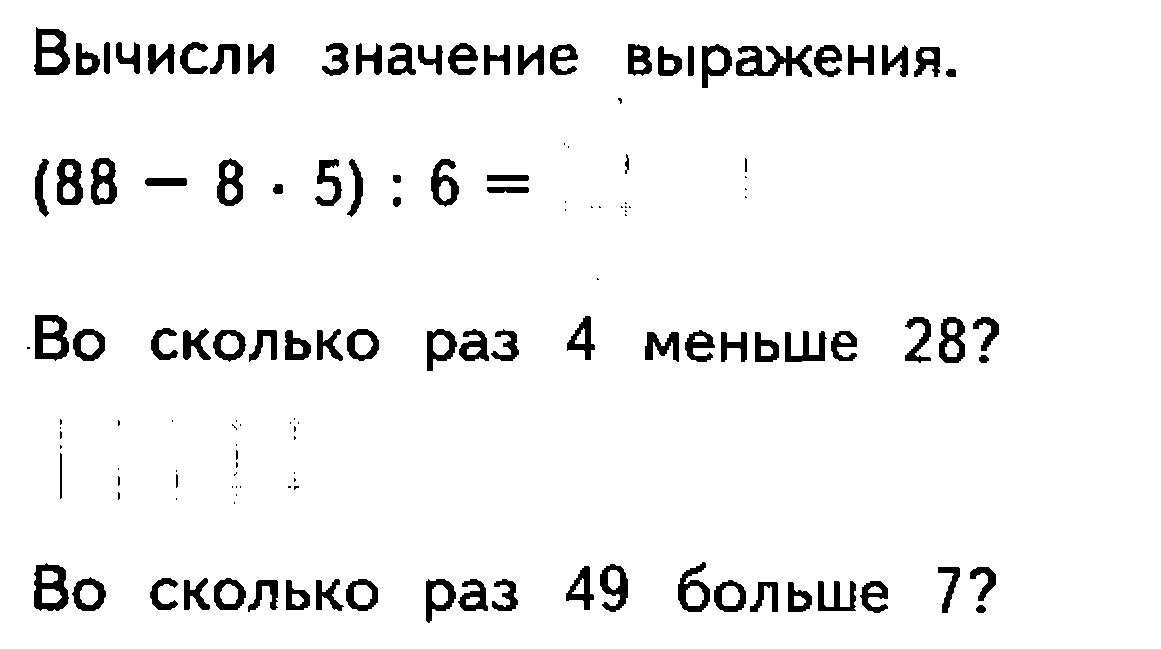 Вычисли значение выражения.
(88 − 8 · 5) : 6 =
Во сколько раз 4 меньше 28?
Во сколько раз 49 больше 7?